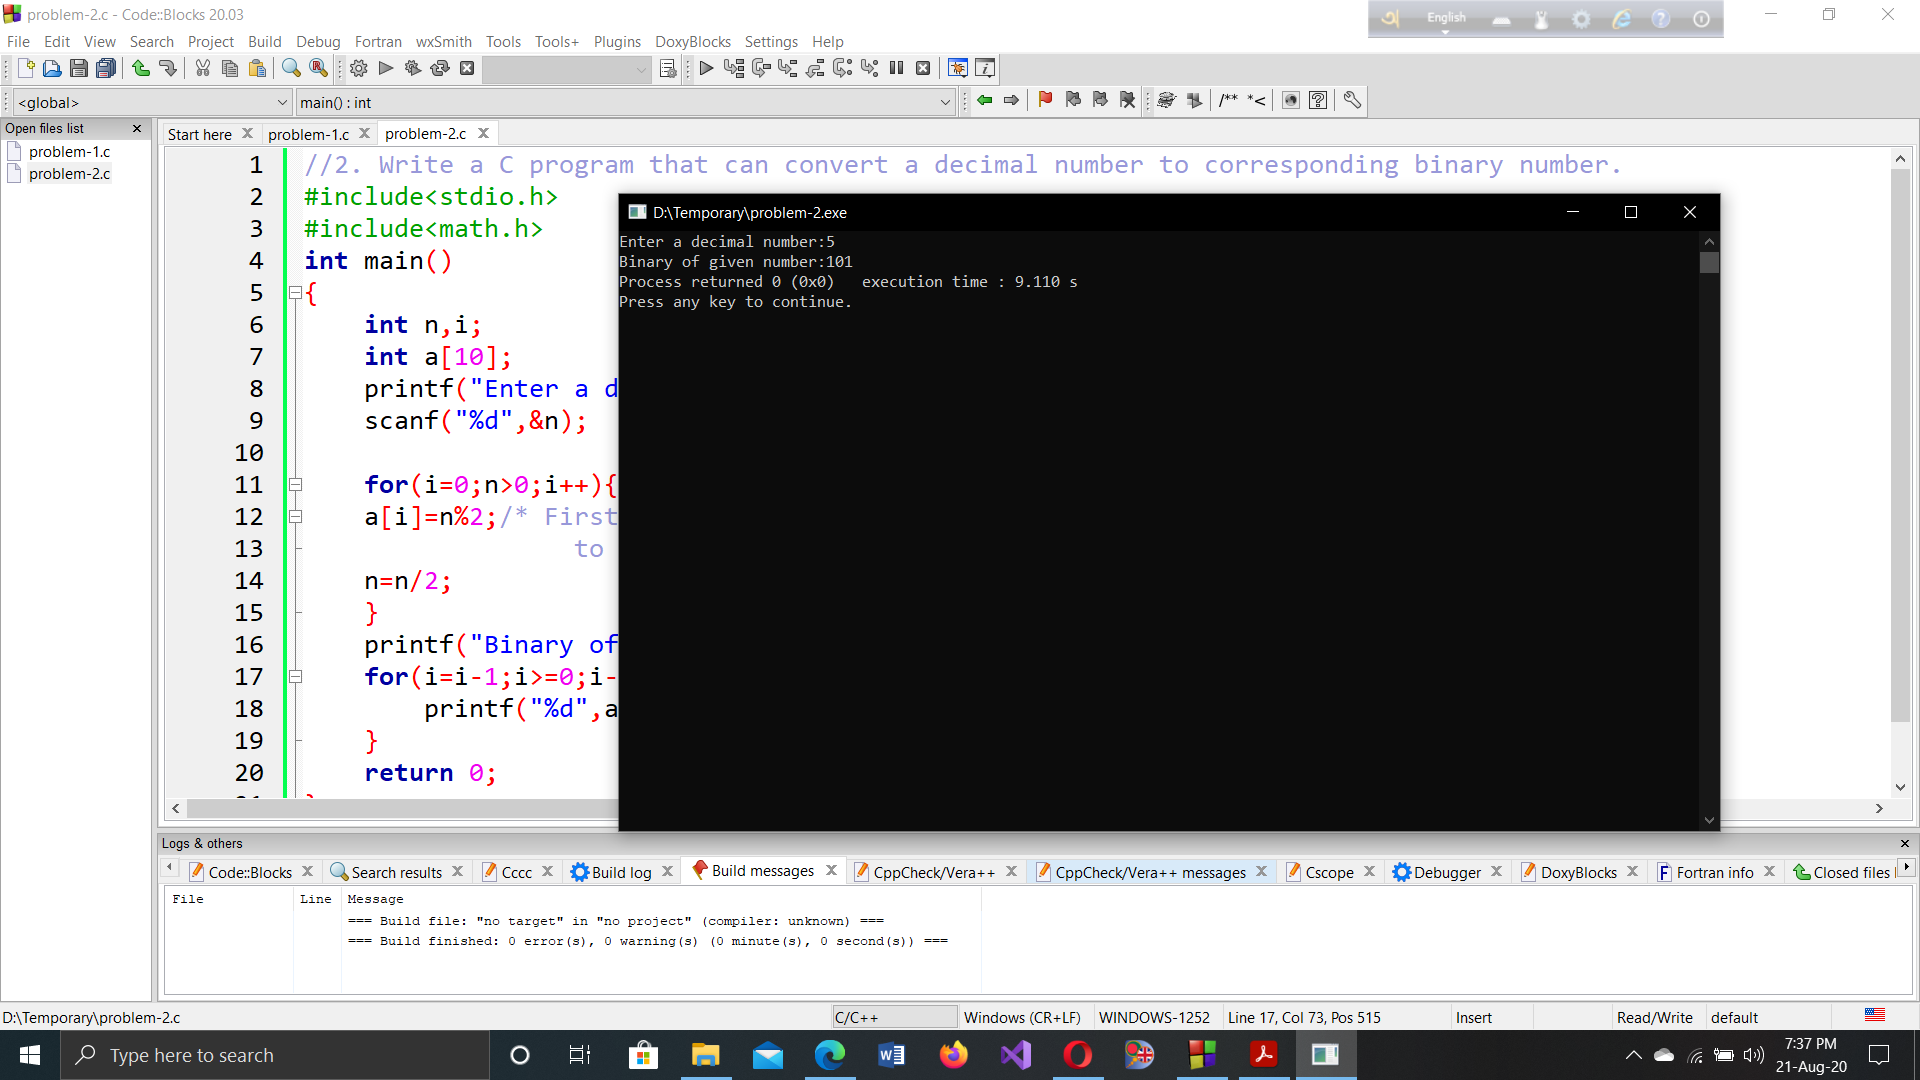 problem-2.c - Code::Blocks 20.03
English
File Edit View Search Project Build Debug Fortran wxSmith Tools Tools+ Plugins DoxyBlocks Settings Help
<global>
main() : int
/** *<
Open files list
Start here problem-1.c problem-2.c
problem-1.c
problem-2.c
1 //2. Write a C program that can convert a decimal number to corresponding binary number.
2 #include<stdio.h>
3 #include<math.h>
4 int main()
5 {
6 int n,i;
7 int a[10];
8 printf("Enter a d
9 scanf("%d",&n);
10
11 for(i=0;n>0;i++){
12 a[i]=n%2;/* First
13 to
14 n=n/2;
15 }
16 printf("Binary of
17 for(i=i-1;i>=0;i-
18 printf("%d",a
19 }
20 return 0;
D:\Temporary\problem-2.exe
Enter a decimal number:5
Binary of given number:101
Process returned 0 (0x0) execution time : 9.110 s
Press any key to continue.
Logs & others
Code::Blocks Search results Cccc Build log Build messages CppCheck/Vera++ CppCheck/Vera++ messages Cscope Debugger DoxyBlocks Fortran info Closed files l
File Line Message
=== Build file: "no target" in "no project" (compiler: unknown) ===
=== Build finished: 0 error(s), 0 warning(s) (0 minute(s), 0 second(s)) ===
D:\Temporary\problem-2.c C/C++ Windows (CR+LF) WINDOWS-1252 Line 17, Col 73, Pos 515 Insert Read/Write default
Type here to search
7:37 PM
21-Aug-20